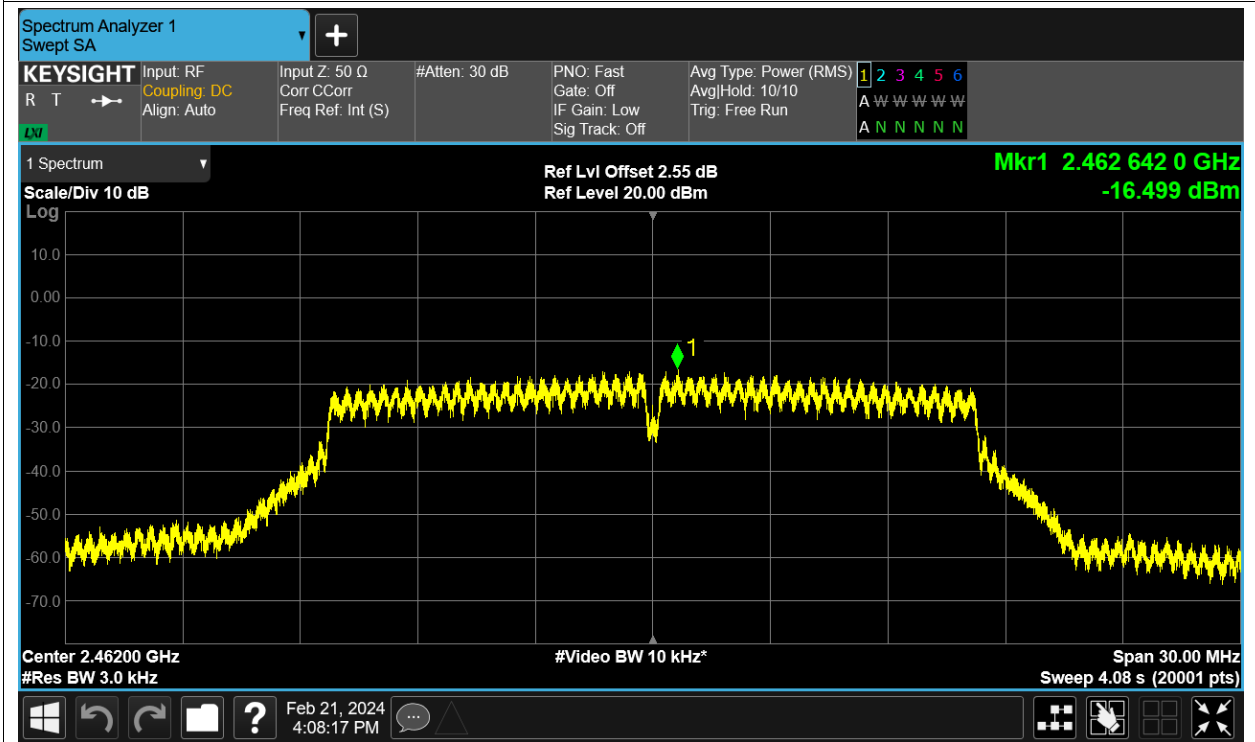 Spectrum Analyzer 1
Swept SA
+
KEYSIGHT
R T
LXI
Input: RF
Coupling: DC
Align: Auto
Input Z: 50 Ω
Corr CCorr
Freq Ref: Int (S)
#Atten: 30 dB
PNO: Fast
Gate: Off
IF Gain: Low
Sig Track: Off
Avg Type: Power (RMS)
Avg|Hold: 10/10
Trig: Free Run
1 2 3 4 5 6
A W W W W W
A N N N N N
1 Spectrum
Scale/Div 10 dB
Log
Ref Lvl Offset 2.55 dB
Ref Level 20.00 dBm
Mkr1 2.462 642 0 GHz
-16.499 dBm
10.0
0.00
-10.0
-20.0
-30.0
-40.0
-50.0
-60.0
-70.0
1
Center 2.46200 GHz
#Res BW 3.0 kHz
#Video BW 10 kHz*
Span 30.00 MHz
Sweep 4.08 s (20001 pts)
?
Feb 21, 2024
4:08:17 PM